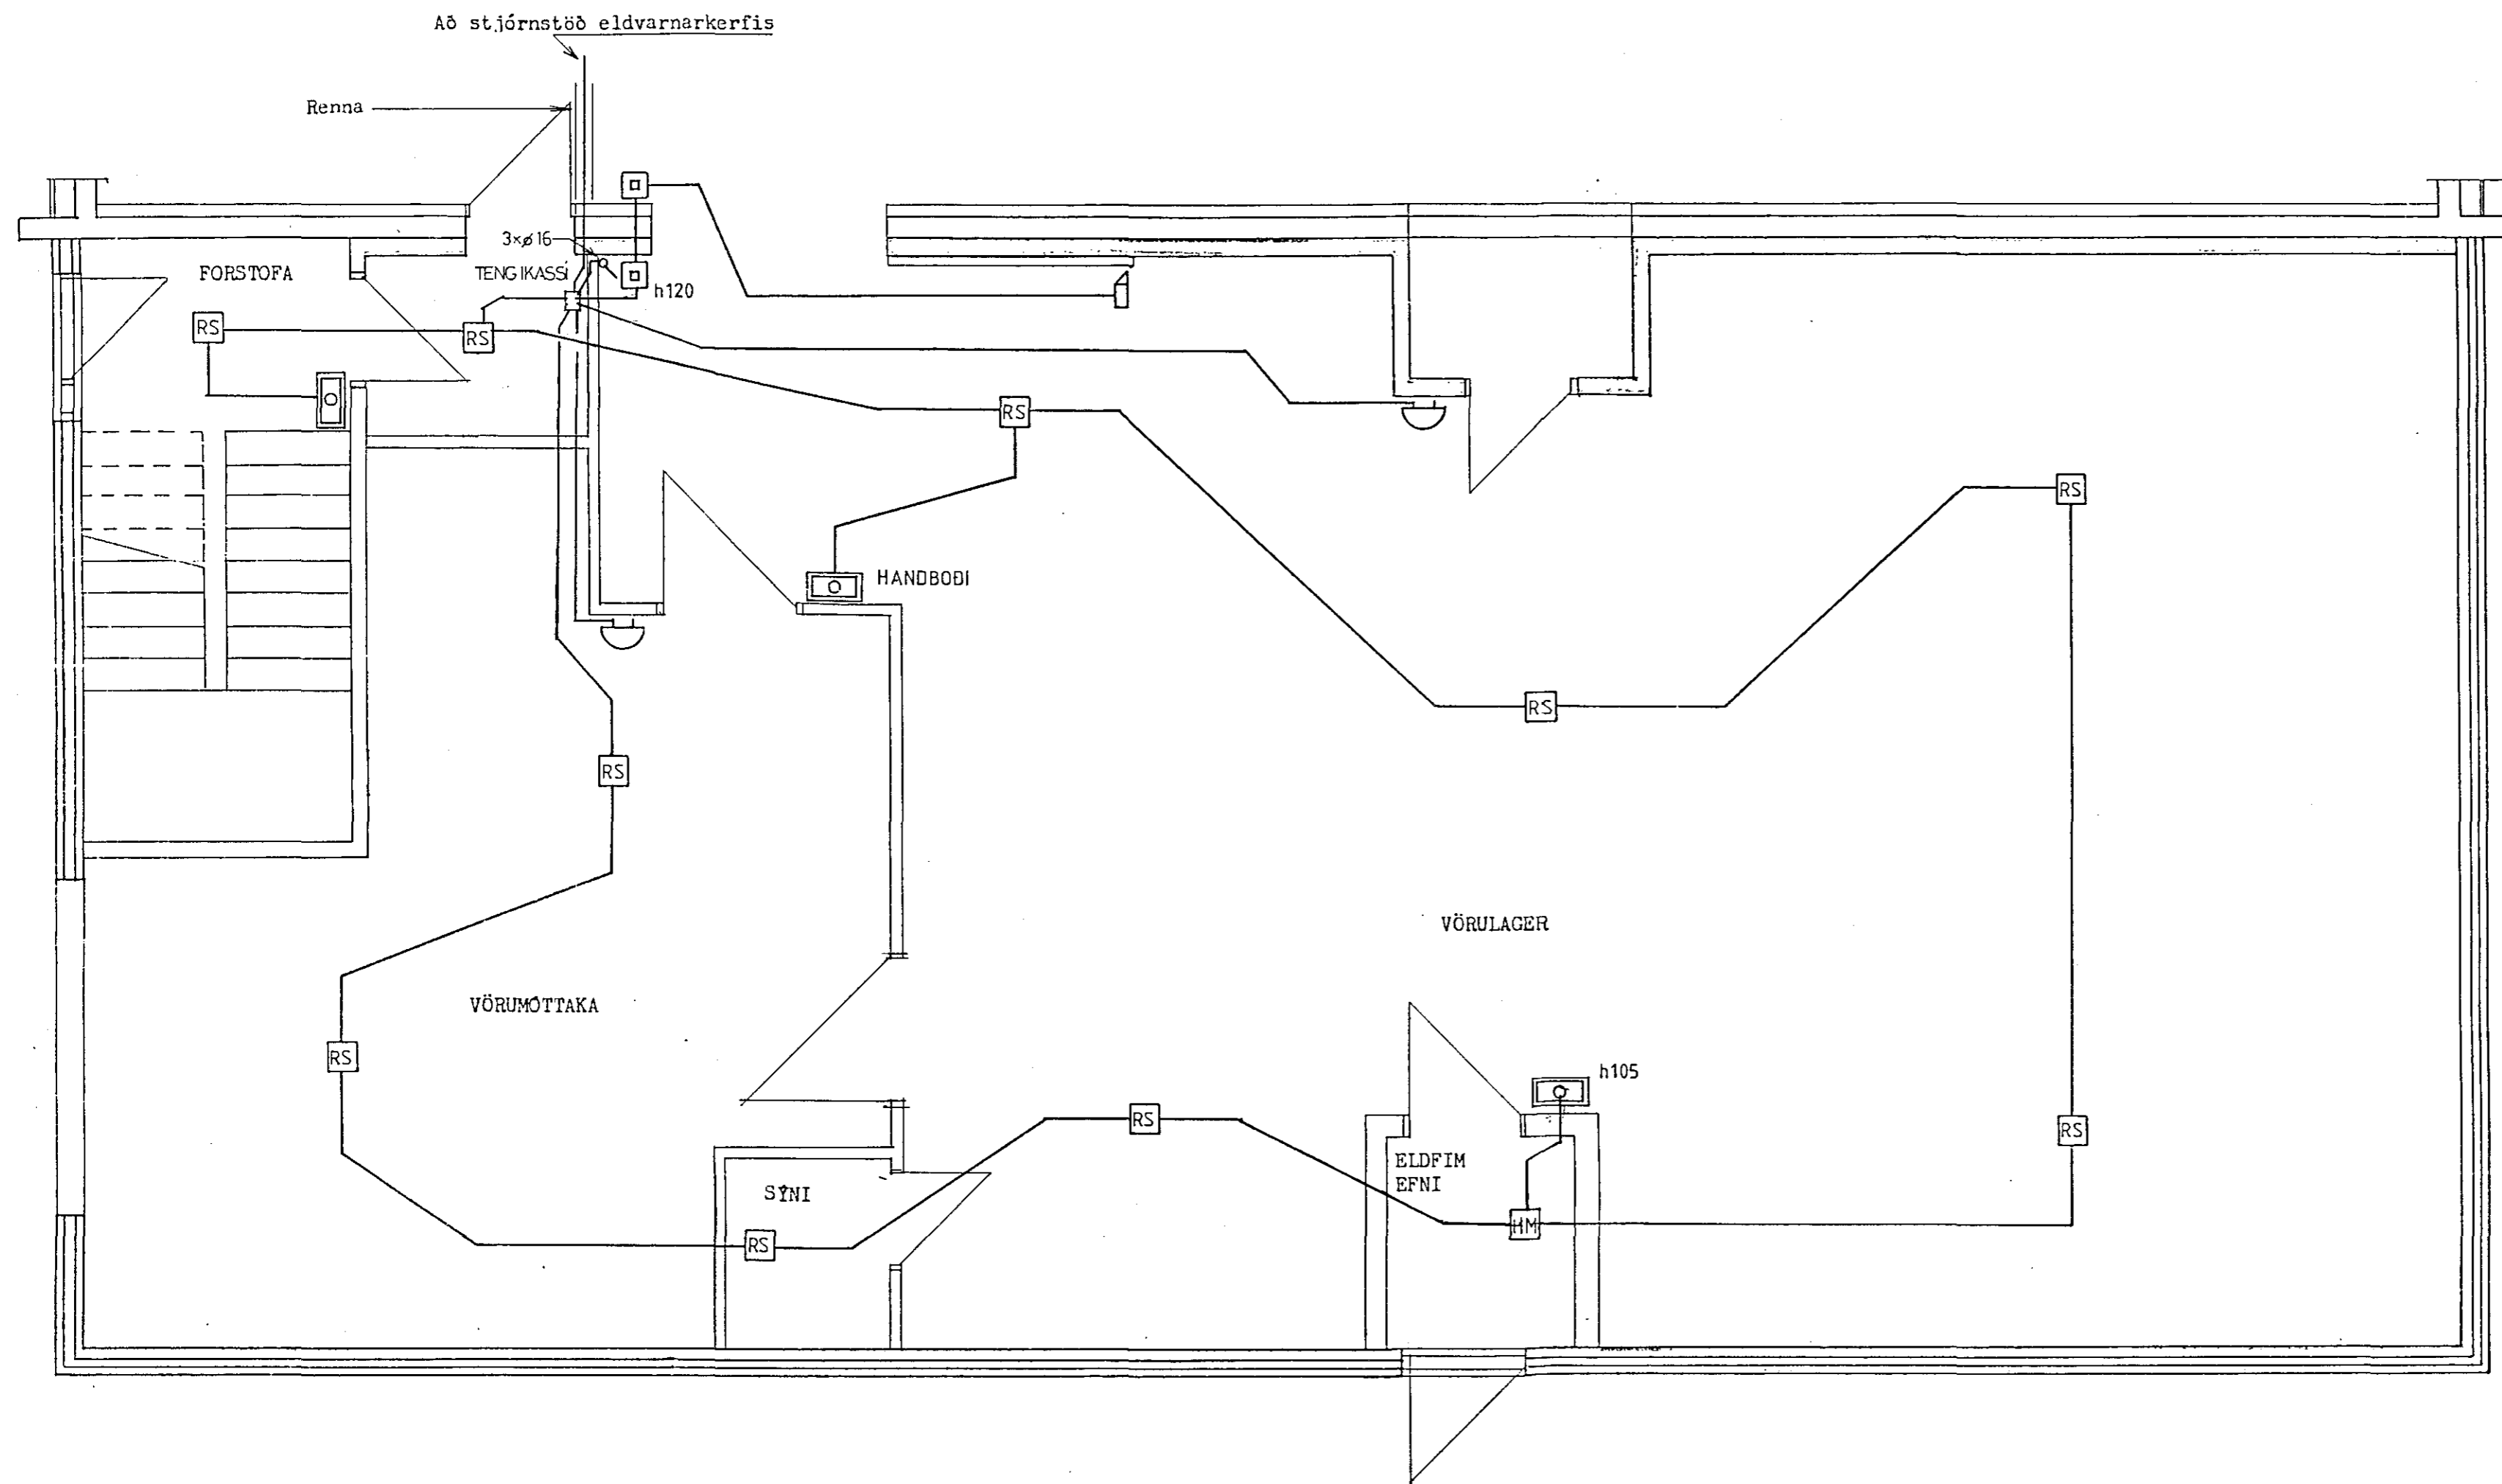 Að stjórnstöð eldvarnarkerfis
Renna
3×ø16
FORSTOFA
TENGIKASSÍ
h120
RS
RS
RS
RS
HANDBOÐI
RS
RS
VÖRULAGER
VÖRUMÓTTAKA
RS
h105
RS
RS
ELDFIM
EFNI
SÝNI
HM
RS